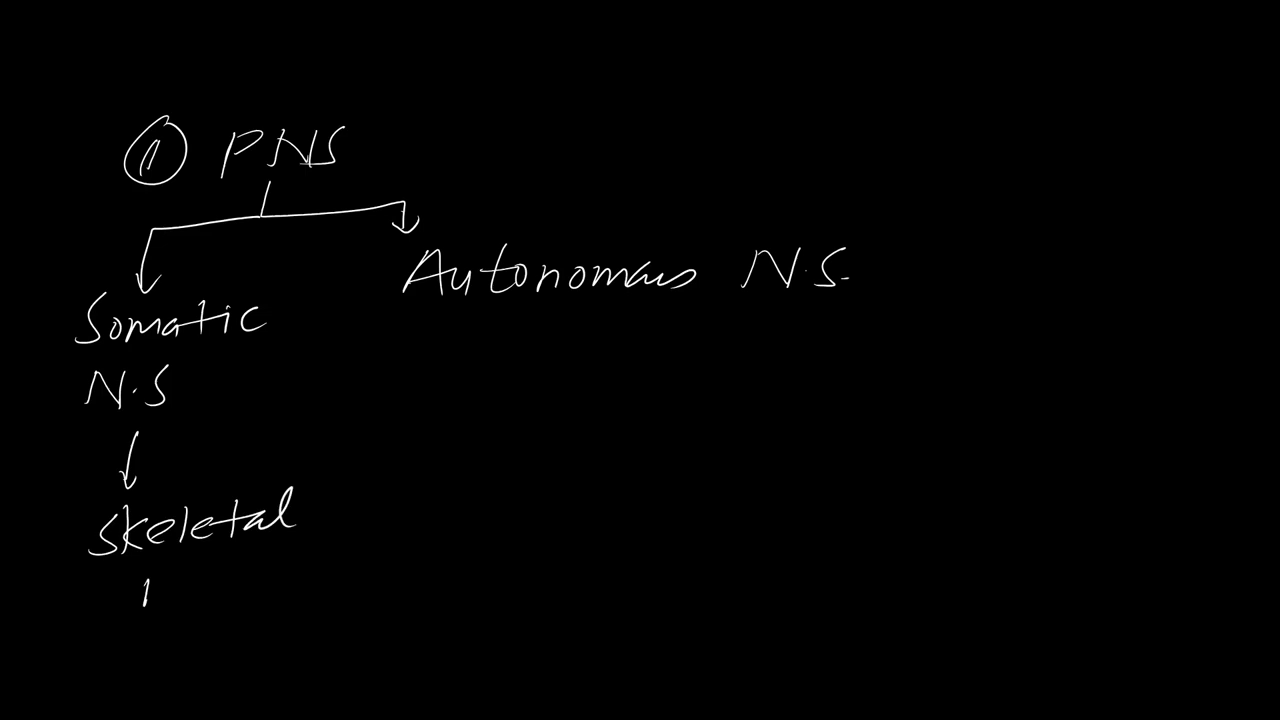 ① PNS
Autonomous N.S.
Somatic
N.S
Skeletal